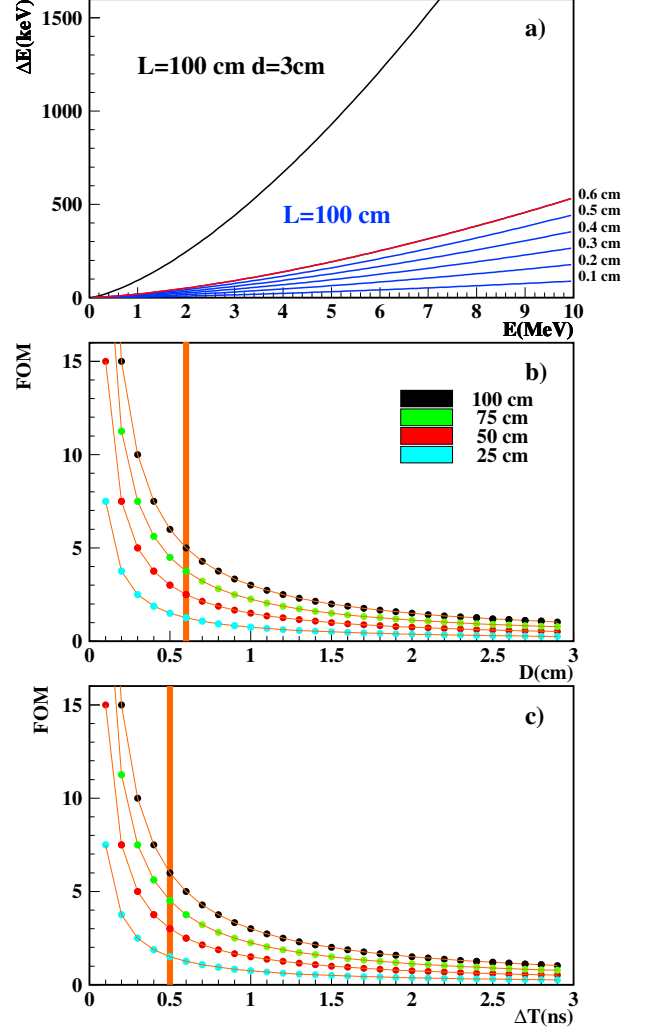 ΔE(keV)
1500
1000
500
0
a)
L=100 cm d=3cm
L=100 cm
0.6 cm
0.5 cm
0.4 cm
0.3 cm
0.2 cm
0.1 cm
0 1 2 3 4 5 6 7 8 9 10
E(MeV)
FOM
15
10
5
0
b)
100 cm
75 cm
50 cm
25 cm
0 0.5 1 1.5 2 2.5 3
D(cm)
FOM
15
10
5
0
c)
0 0.5 1 1.5 2 2.5 3
ΔT(ns)